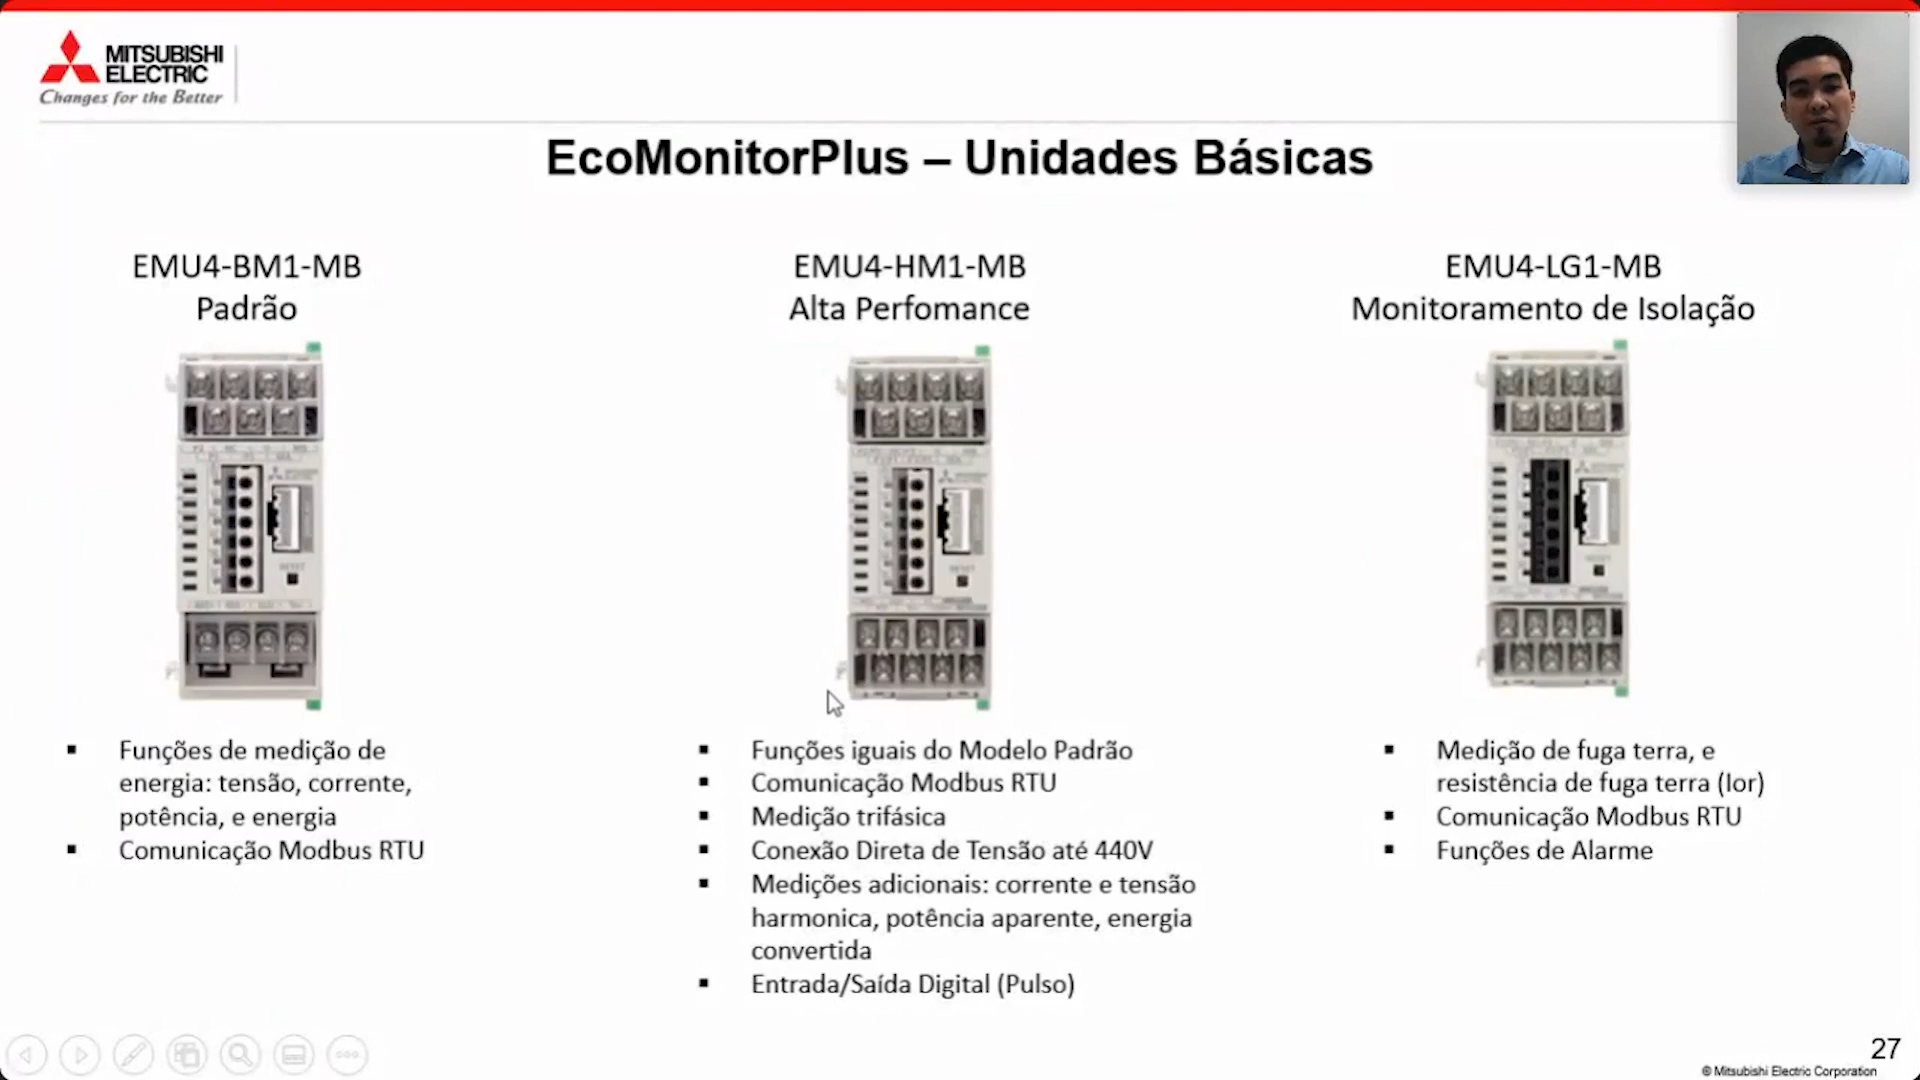 MITSUBISHI
ELECTRIC
Changes for the Better
EcoMonitorPlus – Unidades Básicas
EMU4-BM1-MB
Padrão
EMU4-HM1-MB
Alta Perfomance
EMU4-LG1-MB
Monitoramento de Isolação
▪ Funções de medição de
energia: tensão, corrente,
potência, e energia
▪ Comunicação Modbus RTU
▪ Funções iguais do Modelo Padrão
▪ Comunicação Modbus RTU
▪ Medição trifásica
▪ Conexão Direta de Tensão até 440V
▪ Medições adicionais: corrente e tensão
harmonica, potência aparente, energia
convertida
▪ Entrada/Saída Digital (Pulso)
▪ Medição de fuga terra, e
resistência de fuga terra (Ior)
▪ Comunicação Modbus RTU
▪ Funções de Alarme
27
© Mitsubishi Electric Corporation